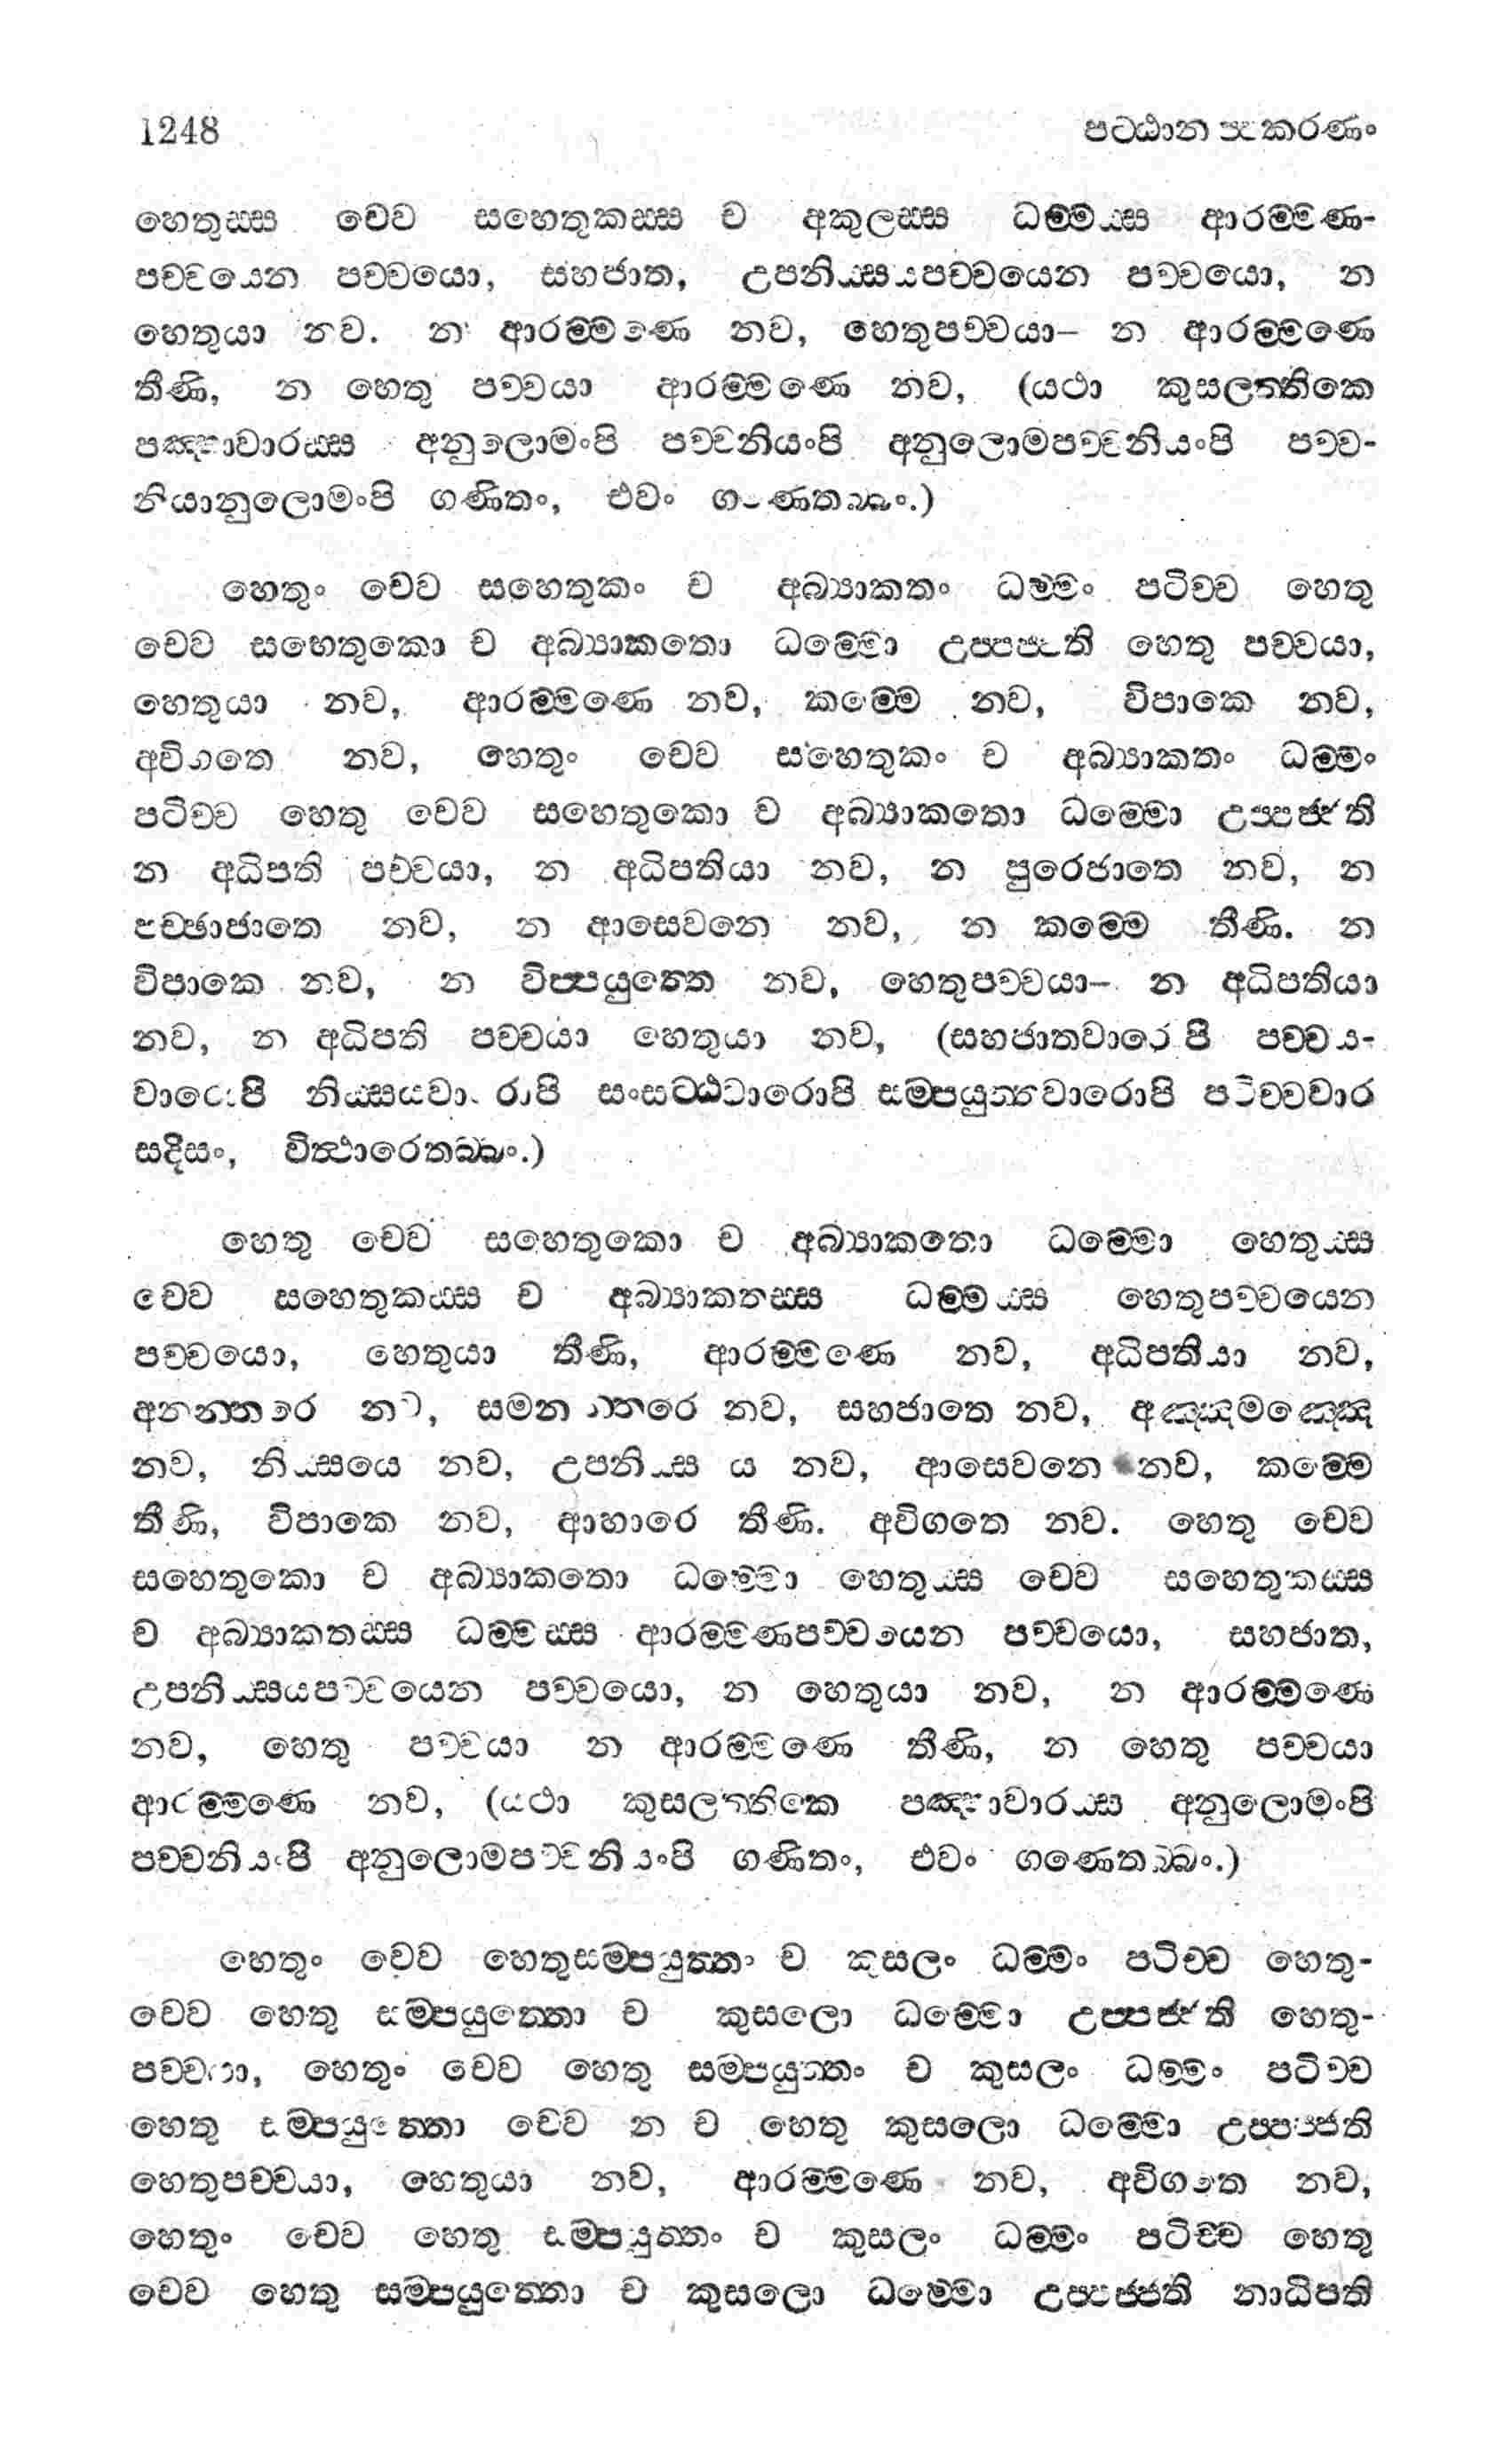 1248 පට්ඨානප්පකරණං
හෙතුස්ස චෙව සහෙතුකස්ස ච අකුලස්ස ධම්මස්ස ආරම්මණ-
පච්චයෙන පච්චයො, සහජාත, උපනිස්සයපච්චයෙන පච්චයො, න
හෙතුයා නව. න ආරම්මණෙ නව, හෙතුපච්චයා– න ආරම්මණෙ
තීණි, න හෙතු පච්චයා ආරම්මණෙ නව, (යථා කුසලත්තිකෙ
පඤ්හාවාරස්ස අනුලොමංපි පච්චනියංපි අනුලොමපච්චනියංපි පච්ච-
නියානුලොමංපි ගණිතං, එවං ගණෙතබ්බං.)
හෙතුං චෙව සහෙතුකං ච අබ්‍යාකතං ධම්මං පටිච්ච හෙතු
චෙව සහෙතුකො ච අබ්‍යාකතො ධම්මො උප්පජ්ජති හෙතු පච්චයා,
හෙතුයා නව, ආරම්මණෙ නව, කම්මෙ නව, විපාකෙ නව,
අවිගතෙ නව, හෙතුං චෙව සහෙතුකං ච අබ්‍යාකතං ධම්මං
පටිච්ච හෙතු චෙව සහෙතුකො ච අබ්‍යාකතො ධම්මො උප්පජ්ජති
න අධිපති පච්චයා, න අධිපතියා නව, න පුරෙජාතෙ නව, න
පච්ඡාජාතෙ නව, න ආසෙවනෙ නව, න කම්මෙ තීණි. න
විපාකෙ නව, න විප්පයුත්තෙ නව, හෙතුපච්චයා– න අධිපතියා
නව, න අධිපති පච්චයා හෙතුයා නව, (සහජාතවාරොපි පච්චය-
වාරොපි නිස්සයවාරොපි සංසට්ඨවාරොපි සම්පයුත්තවාරොපි පටිච්චවාර
සදිසං, විත්ථාරෙතබ්බං.)
හෙතු චෙව සහෙතුකො ච අබ්‍යාකතො ධම්මො හෙතුස්ස
චෙව සහෙතුකස්ස ච අබ්‍යාකතස්ස ධම්මස්ස හෙතුපච්චයෙන
පච්චයො, හෙතුයා තීණි, ආරම්මණෙ නව, අධිපතියා නව,
අනන්තරෙ නව, සමනන්තරෙ නව, සහජාතෙ නව, අඤ්ඤමඤ්ඤෙ
නව, නිස්සයෙ නව, උපනිස්සයෙ නව, ආසෙවනෙ නව, කම්මෙ
තීණි, විපාකෙ නව, ආහාරෙ තීණි. අවිගතෙ නව. හෙතු චෙව
සහෙතුකො ච අබ්‍යාකතො ධම්මො හෙතුස්ස චෙව සහෙතුකස්ස
ච අබ්‍යාකතස්ස ධම්මස්ස ආරම්මණපච්චයෙන පච්චයො, සහජාත,
උපනිස්සයපච්චයෙන පච්චයො, න හෙතුයා නව, න ආරම්මණෙ
නව, හෙතු පච්චයා න ආරම්මණෙ තීණි, න හෙතු පච්චයා
ආරම්මණෙ නව, (යථා කුසලත්තිකෙ පඤ්හාවාරස්ස අනුලොමංපි
පච්චනියංපි අනුලොමපච්චනියංපි ගණිතං, එවං ගණෙතබ්බං.)
හෙතුං චෙව හෙතුසම්පයුත්තං ච කුසලං ධම්මං පටිච්ච හෙතු-
චෙව හෙතු සම්පයුත්තො ච කුසලො ධම්මො උප්පජ්ජති හෙතු-
පච්චයා, හෙතුං චෙව හෙතු සම්පයුත්තං ච කුසලං ධම්මං පටිච්ච
හෙතු සම්පයුත්තො චෙව න ච හෙතු කුසලො ධම්මො උප්පජ්ජති
හෙතුපච්චයා, හෙතුයා නව, ආරම්මණෙ නව, අවිගතෙ නව,
හෙතුං චෙව හෙතු සම්පයුත්තං ච කුසලං ධම්මං පටිච්ච හෙතු
චෙව හෙතු සම්පයුත්තො ච කුසලො ධම්මො උප්පජ්ජති නාධිපති